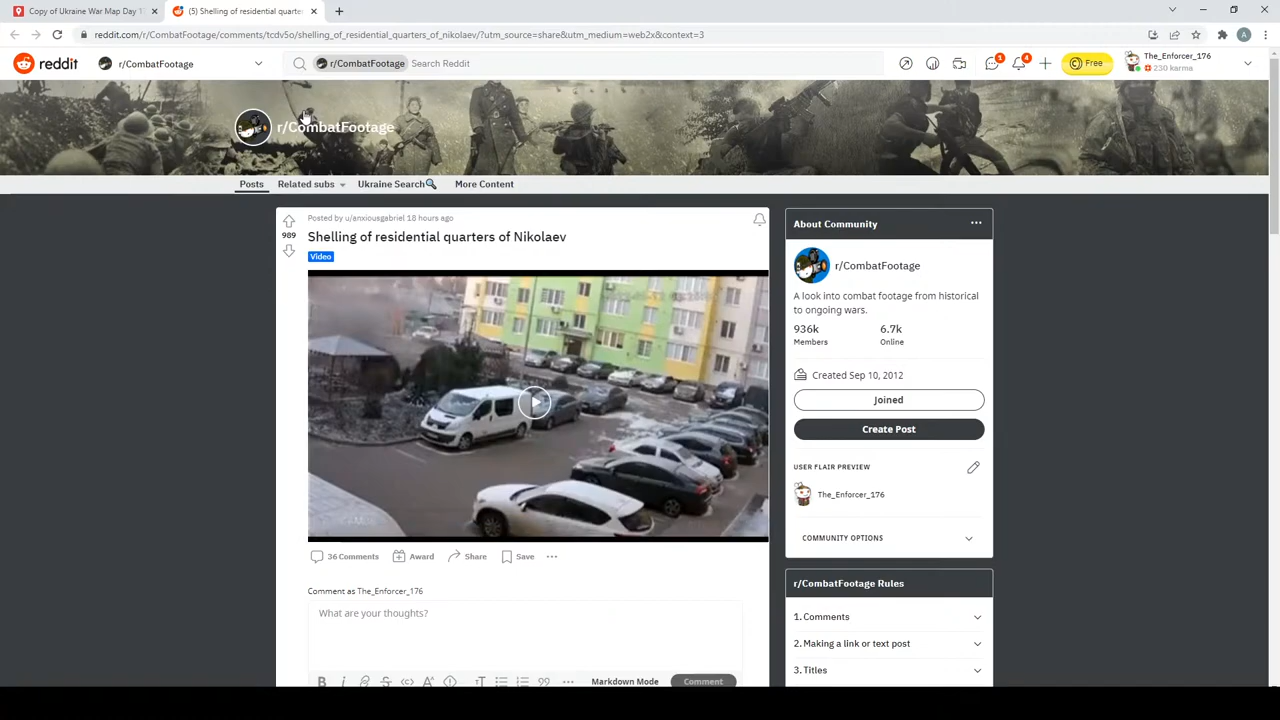 Copy of Ukraine War Map Day 1
(5) Shelling of residential quarte
reddit.com/r/CombatFootage/comments/tcdv5o/shelling_of_residential_quarters_of_nikolaev/?utm_source=share&utm_medium=web2x&context=3
A
reddit
r/CombatFootage
r/CombatFootage
Search Reddit
1
4
Free
The_Enforcer_176
230 karma
r/CombatFootage
Posts
Related subs
Ukraine Search
More Content
Posted by u/anxiousgabriel 18 hours ago
989
Shelling of residential quarters of Nikolaev
Video
36 Comments
Award
Share
Save
Comment as The_Enforcer_176
What are your thoughts?
B i A T 99
Markdown Mode
Comment
About Community
r/CombatFootage
A look into combat footage from historical
to ongoing wars.
936k
6.7k
Members
Online
Created Sep 10, 2012
Joined
Create Post
USER FLAIR PREVIEW
The_Enforcer_176
COMMUNITY OPTIONS
r/CombatFootage Rules
1. Comments
2. Making a link or text post
3. Titles